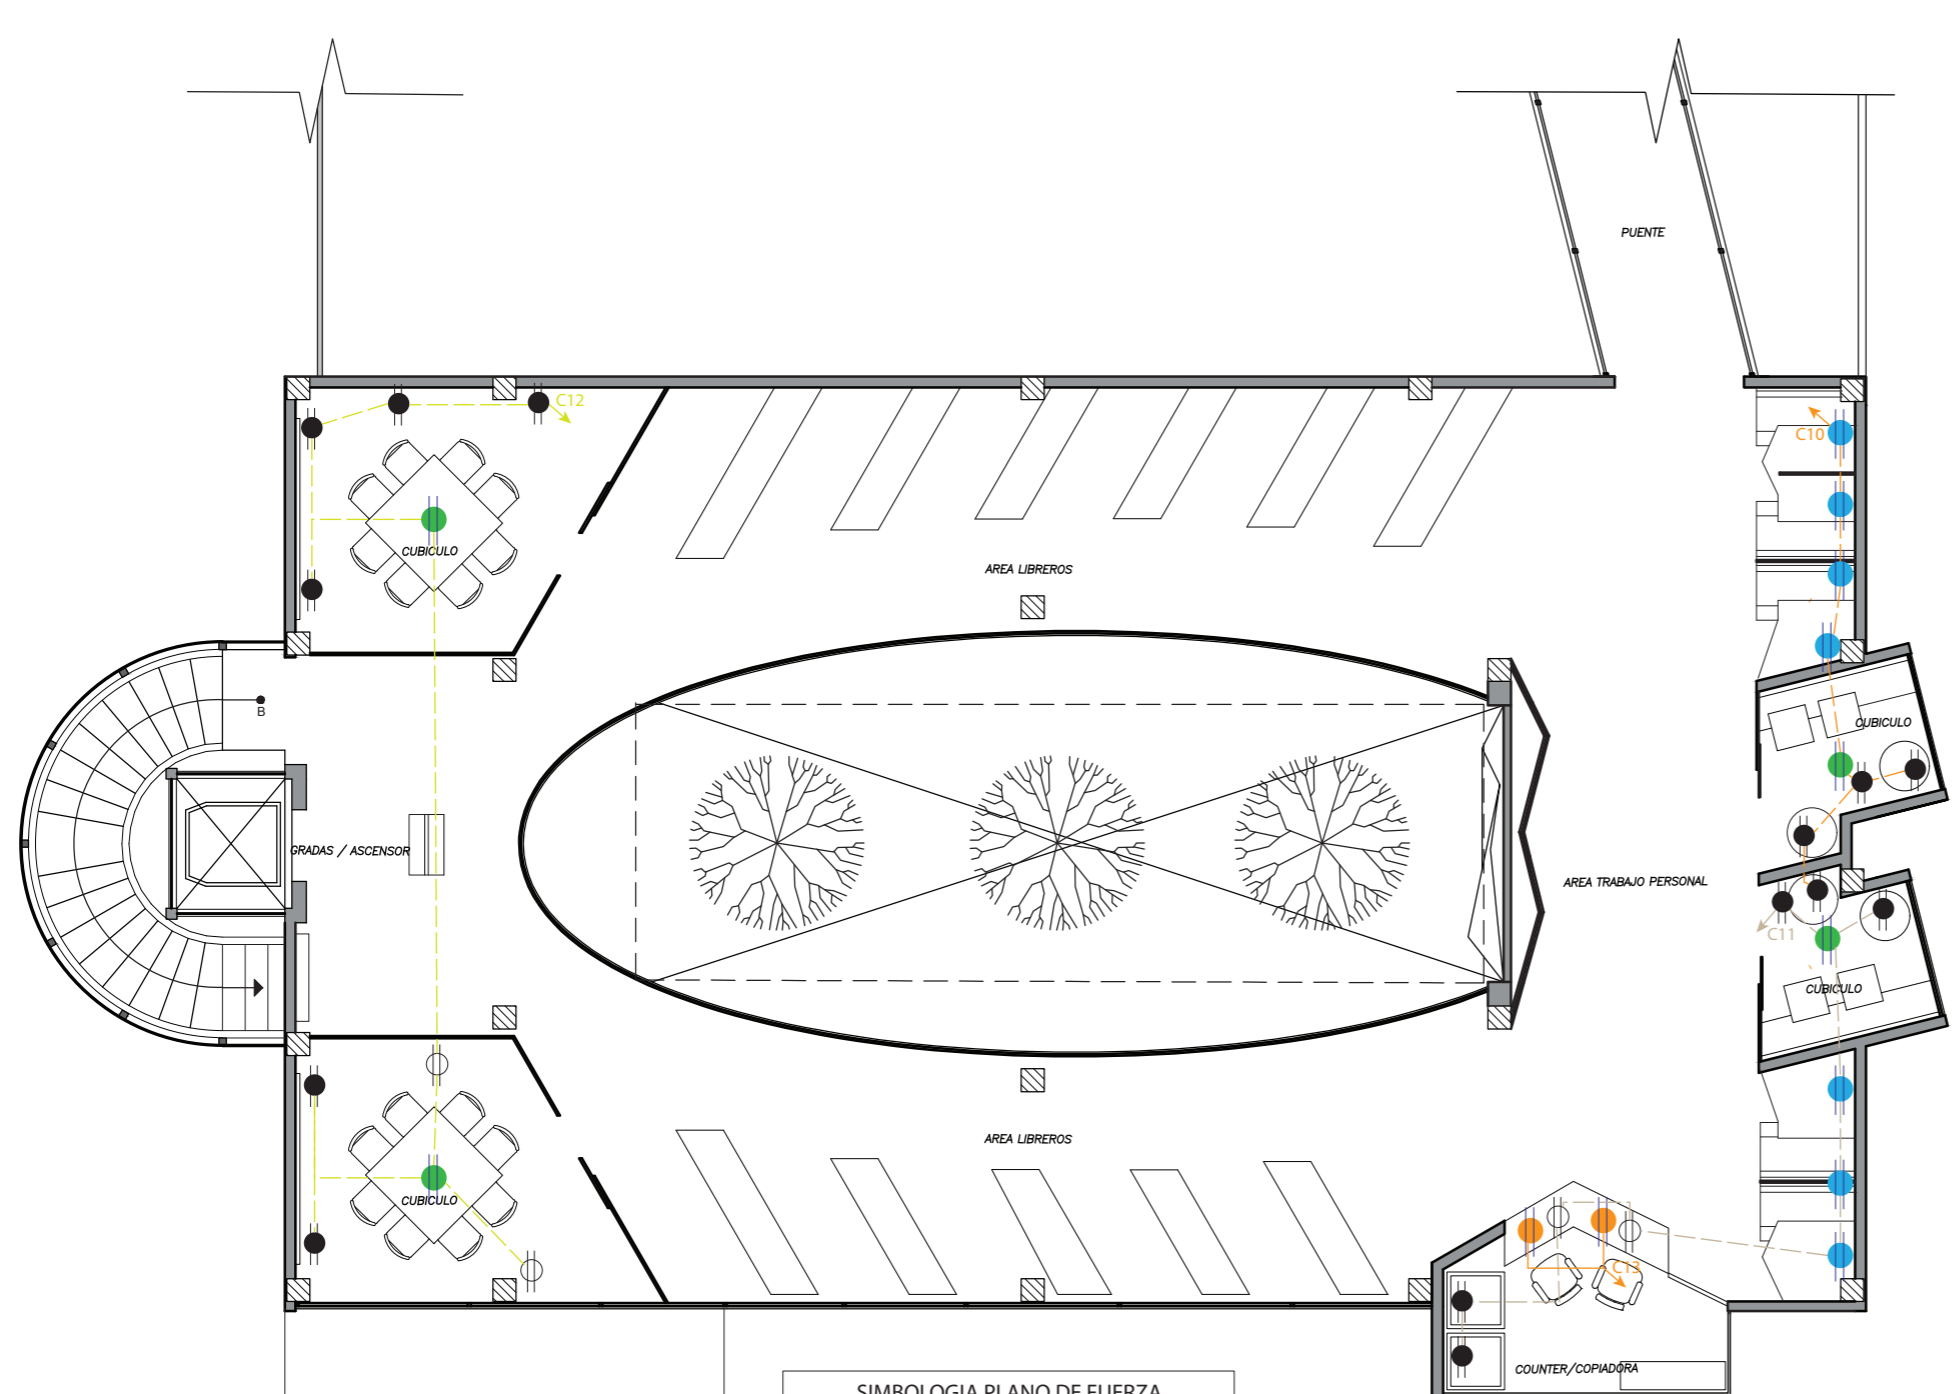 PUENTE
C12
C10
CUBICULO
AREA LIBREROS
B
CUBICULO
GRADAS / ASCENSOR
AREA TRABAJO PERSONAL
C11
CUBICULO
AREA LIBREROS
CUBICULO
C13
COUNTER/COPIADORA
SIMBOLOGIA PLANO DE FUERZA